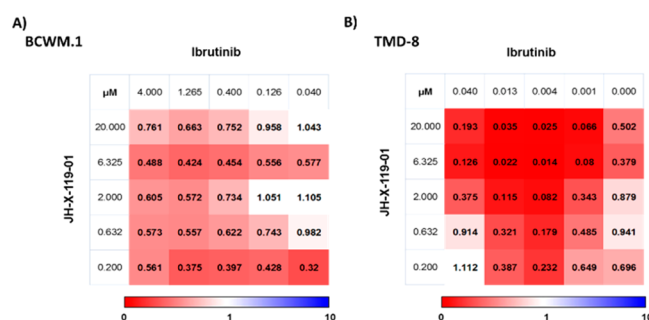 A)
BCWM.1
Ibrutinib
µM 4.000 1.265 0.400 0.126 0.040
JH-X-119-01
20.000 0.761 0.663 0.752 0.958 1.043
6.325 0.488 0.424 0.454 0.556 0.577
2.000 0.605 0.572 0.734 1.051 1.105
0.632 0.573 0.557 0.622 0.743 0.982
0.200 0.561 0.375 0.397 0.428 0.32
0 1 10
B)
TMD-8
Ibrutinib
µM 0.040 0.013 0.004 0.001 0.000
JH-X-119-01
20.000 0.193 0.035 0.025 0.066 0.502
6.325 0.126 0.022 0.014 0.08 0.379
2.000 0.375 0.115 0.082 0.343 0.879
0.632 0.914 0.321 0.179 0.485 0.941
0.200 1.112 0.387 0.232 0.649 0.696
0 1 10